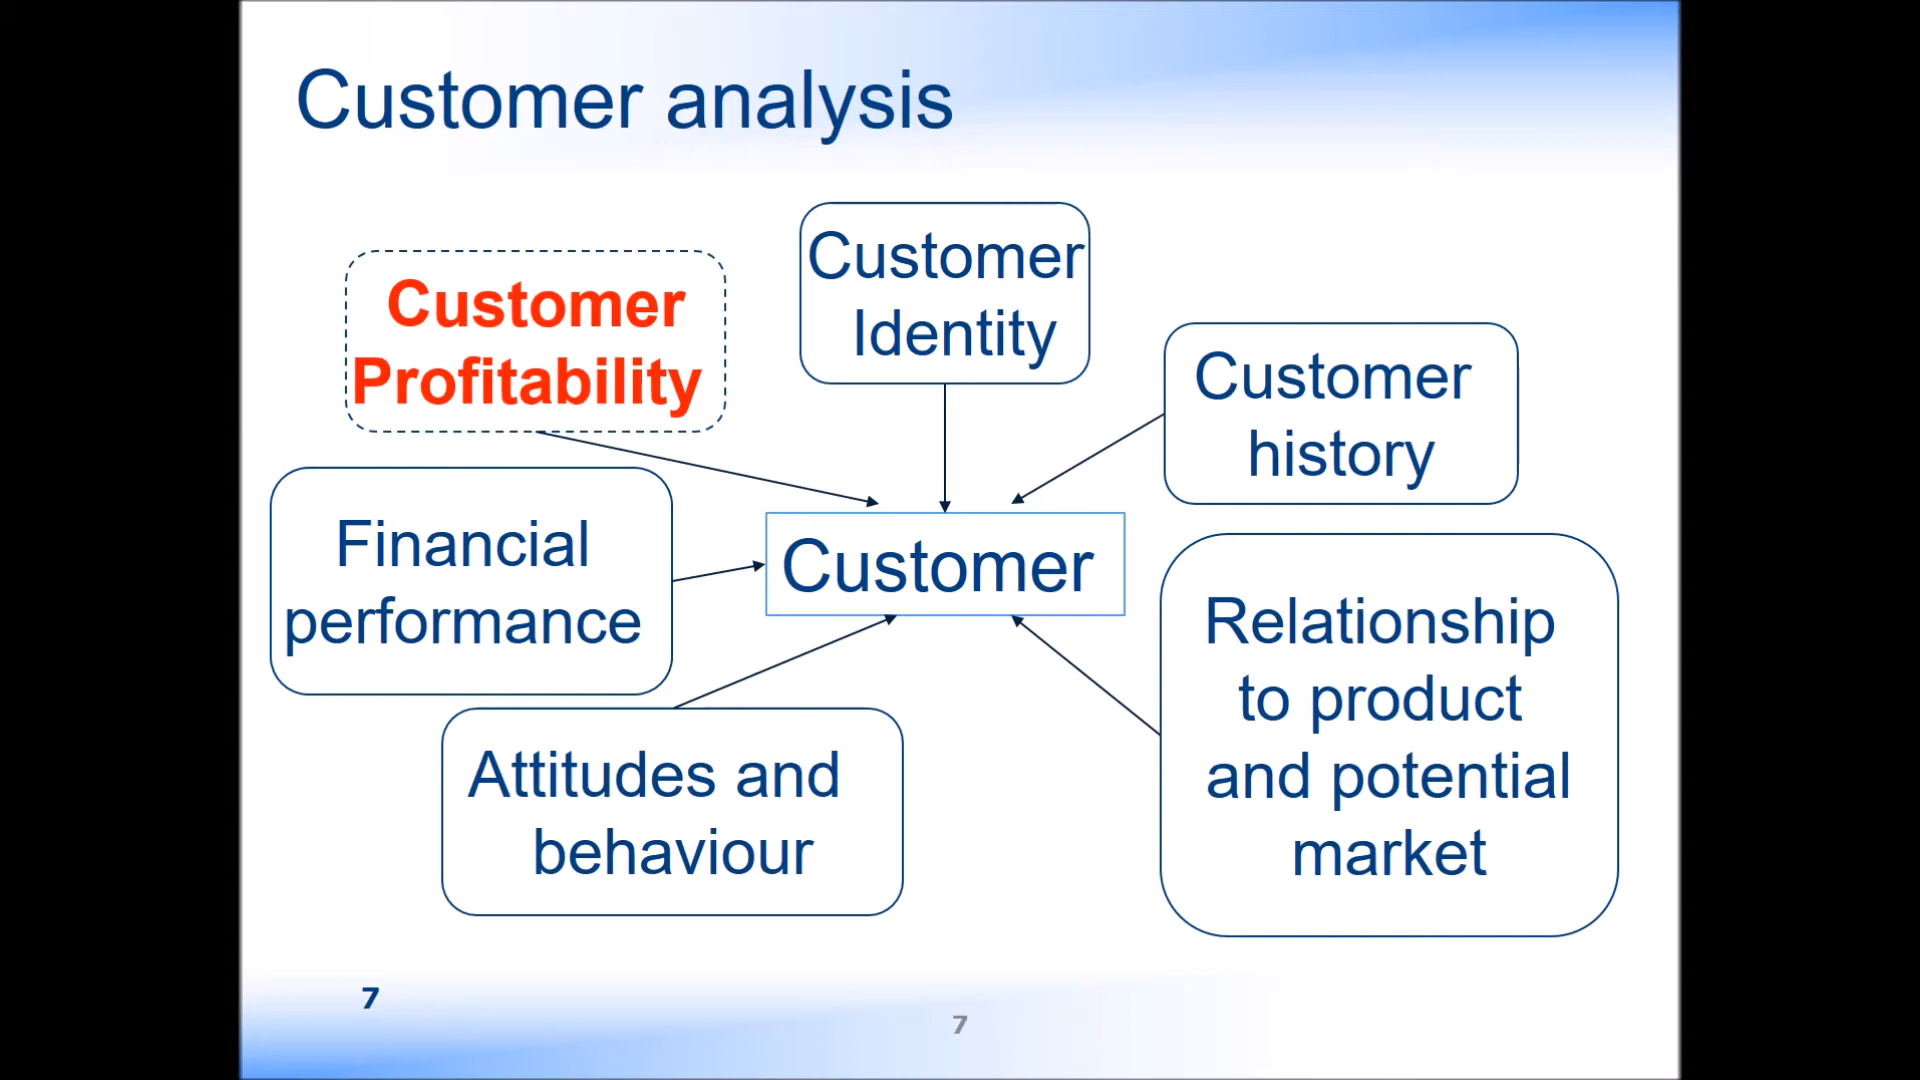 Customer analysis
Customer
Profitability
Customer
Identity
Customer
history
Financial
performance
Customer
Relationship
to product
and potential
market
Attitudes and
behaviour
7
7